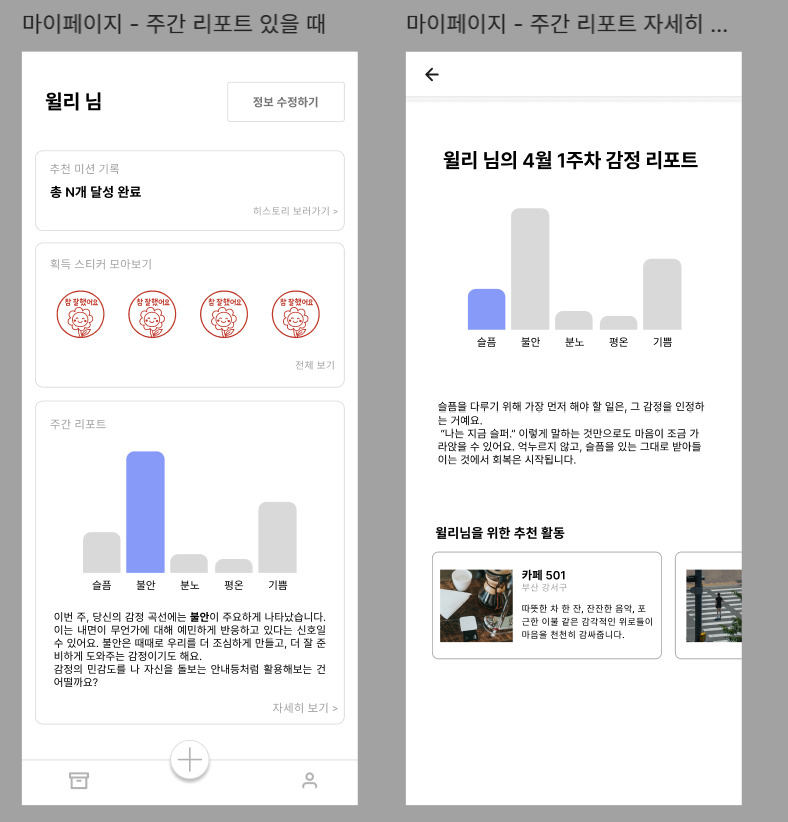 마이페이지 - 주간 리포트 있을 때
윌리 님
정보 수정하기
추천 미션 기록
총 N개 달성 완료
히스토리 보러가기 >
획득 스티커 모아보기
참 잘했어요
참 잘했어요
참 잘했어요
참 잘했어요
전체 보기
주간 리포트
슬픔 불안 분노 평온 기쁨
이번 주, 당신의 감정 곡선에는 불안이 주요하게 나타났습니다.
이는 내면이 무언가에 대해 예민하게 반응하고 있다는 신호일
수 있어요. 불안은 때때로 우리를 더 조심하게 만들고, 더 잘 준
비하게 도와주는 감정이기도 해요.
감정의 민감도를 나 자신을 돌보는 안내등처럼 활용해보는 건
어떨까요?
자세히 보기 >
마이페이지 - 주간 리포트 자세히 ...
윌리 님의 4월 1주차 감정 리포트
슬픔 불안 분노 평온 기쁨
슬픔을 다루기 위해 가장 먼저 해야 할 일은, 그 감정을 인정하
는 거예요.
“나는 지금 슬퍼.” 이렇게 말하는 것만으로도 마음이 조금 가
라앉을 수 있어요. 억누르지 않고, 슬픔을 있는 그대로 받아들
이는 것에서 회복은 시작됩니다.
윌리님을 위한 추천 활동
카페 501
부산 강서구
따뜻한 차 한 잔, 잔잔한 음악, 포
근한 이불 같은 감각적인 위로들이
마음을 천천히 감싸줍니다.